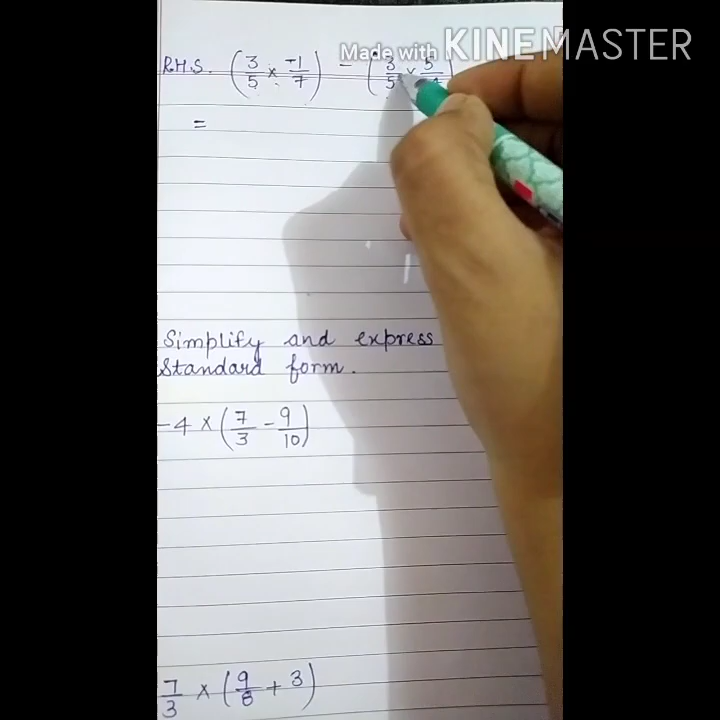 Made with KINEMASTER
R.H.S. (3/5 × -1/7) - (3/5 × 5/
=
Simplify and express
Standard form.
-4 × (7/3 - 9/10)
7/3 × (9/8 + 3)